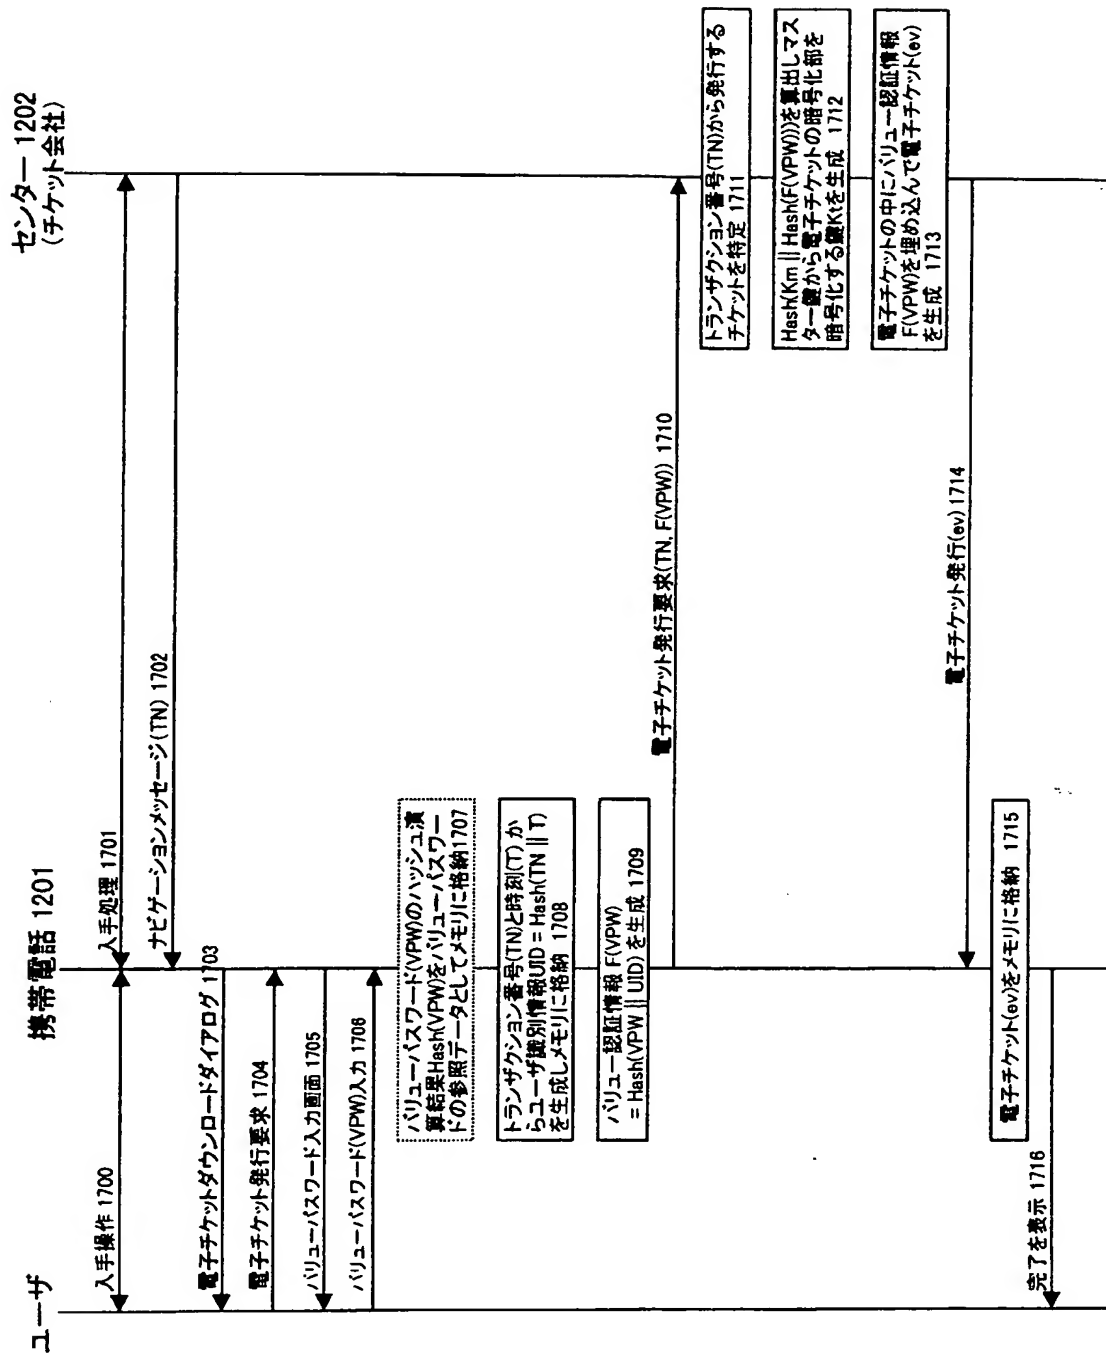 ユーザ
携帯電話 1201
センター 1202
(チケット会社)
入手操作 1700
入手処理 1701
ナビゲーションメッセージ(TN) 1702
電子チケットダウンロードダイアログ 1703
電子チケット発行要求 1704
バリューパスワード入力画面 1705
バリューパスワード(VPW)入力 1706
バリューパスワード(VPW)のハッシュ演
算結果Hash(VPW)をバリューパスワー
ドの参照データとしてメモリに格納1707
トランザクション番号(TN)と時刻(T)か
らユーザ識別情報UID = Hash(TN || T)
を生成しメモリに格納 1708
バリュー認証情報 F(VPW)
= Hash(VPW || UID) を生成 1709
電子チケット発行要求(TN, F(VPW)) 1710
トランザクション番号(TN)から発行する
チケットを特定 1711
Hash(Km || Hash(F(VPW)))を算出しマス
ター鍵から電子チケットの暗号化部を
暗号化する鍵Ktを生成 1712
電子チケットの中にバリュー認証情報
F(VPW)を埋め込んで電子チケット(ev)
を生成 1713
電子チケット発行(ev) 1714
電子チケット(ev)をメモリに格納 1715
完了を表示 1716